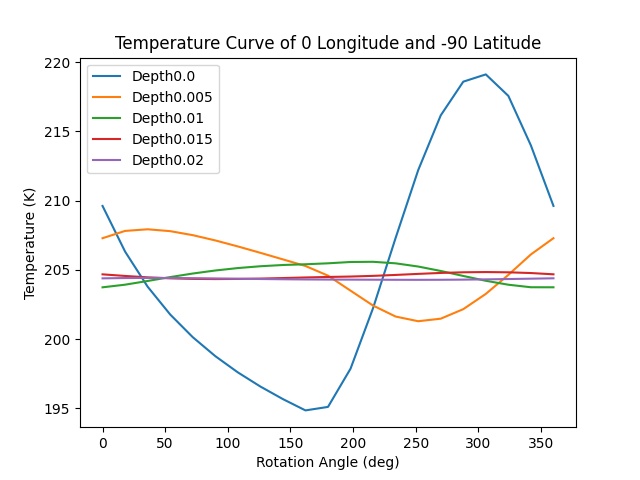 Temperature Curve of 0 Longitude and -90 Latitude
220
215
210
205
200
195
Temperature (K)
Depth0.0
Depth0.005
Depth0.01
Depth0.015
Depth0.02
0 50 100 150 200 250 300 350
Rotation Angle (deg)